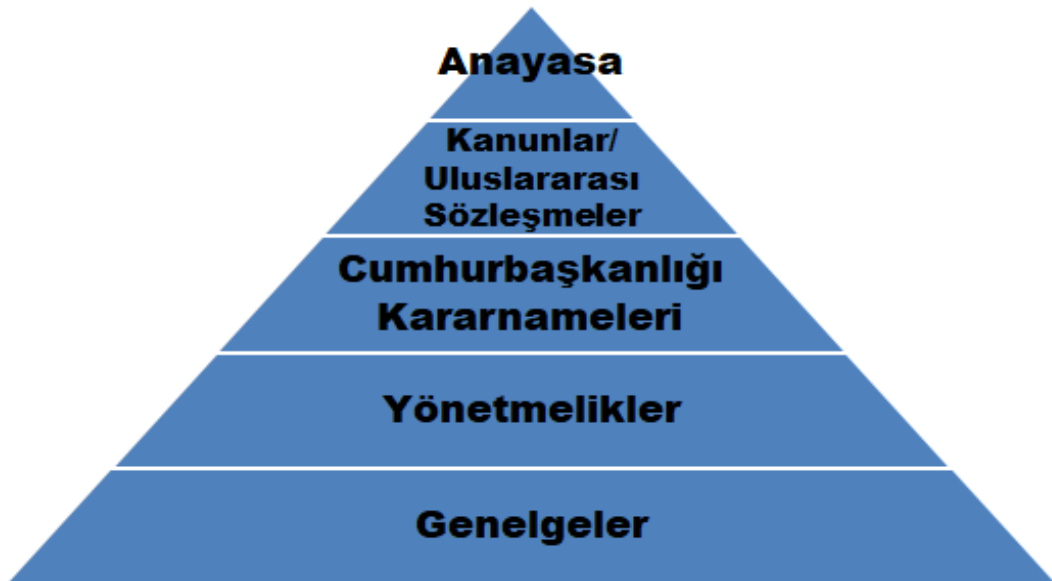 Anayasa
Kanunlar/
Uluslararası
Sözleşmeler
Cumhurbaşkanlığı
Kararnameleri
Yönetmelikler
Genelgeler